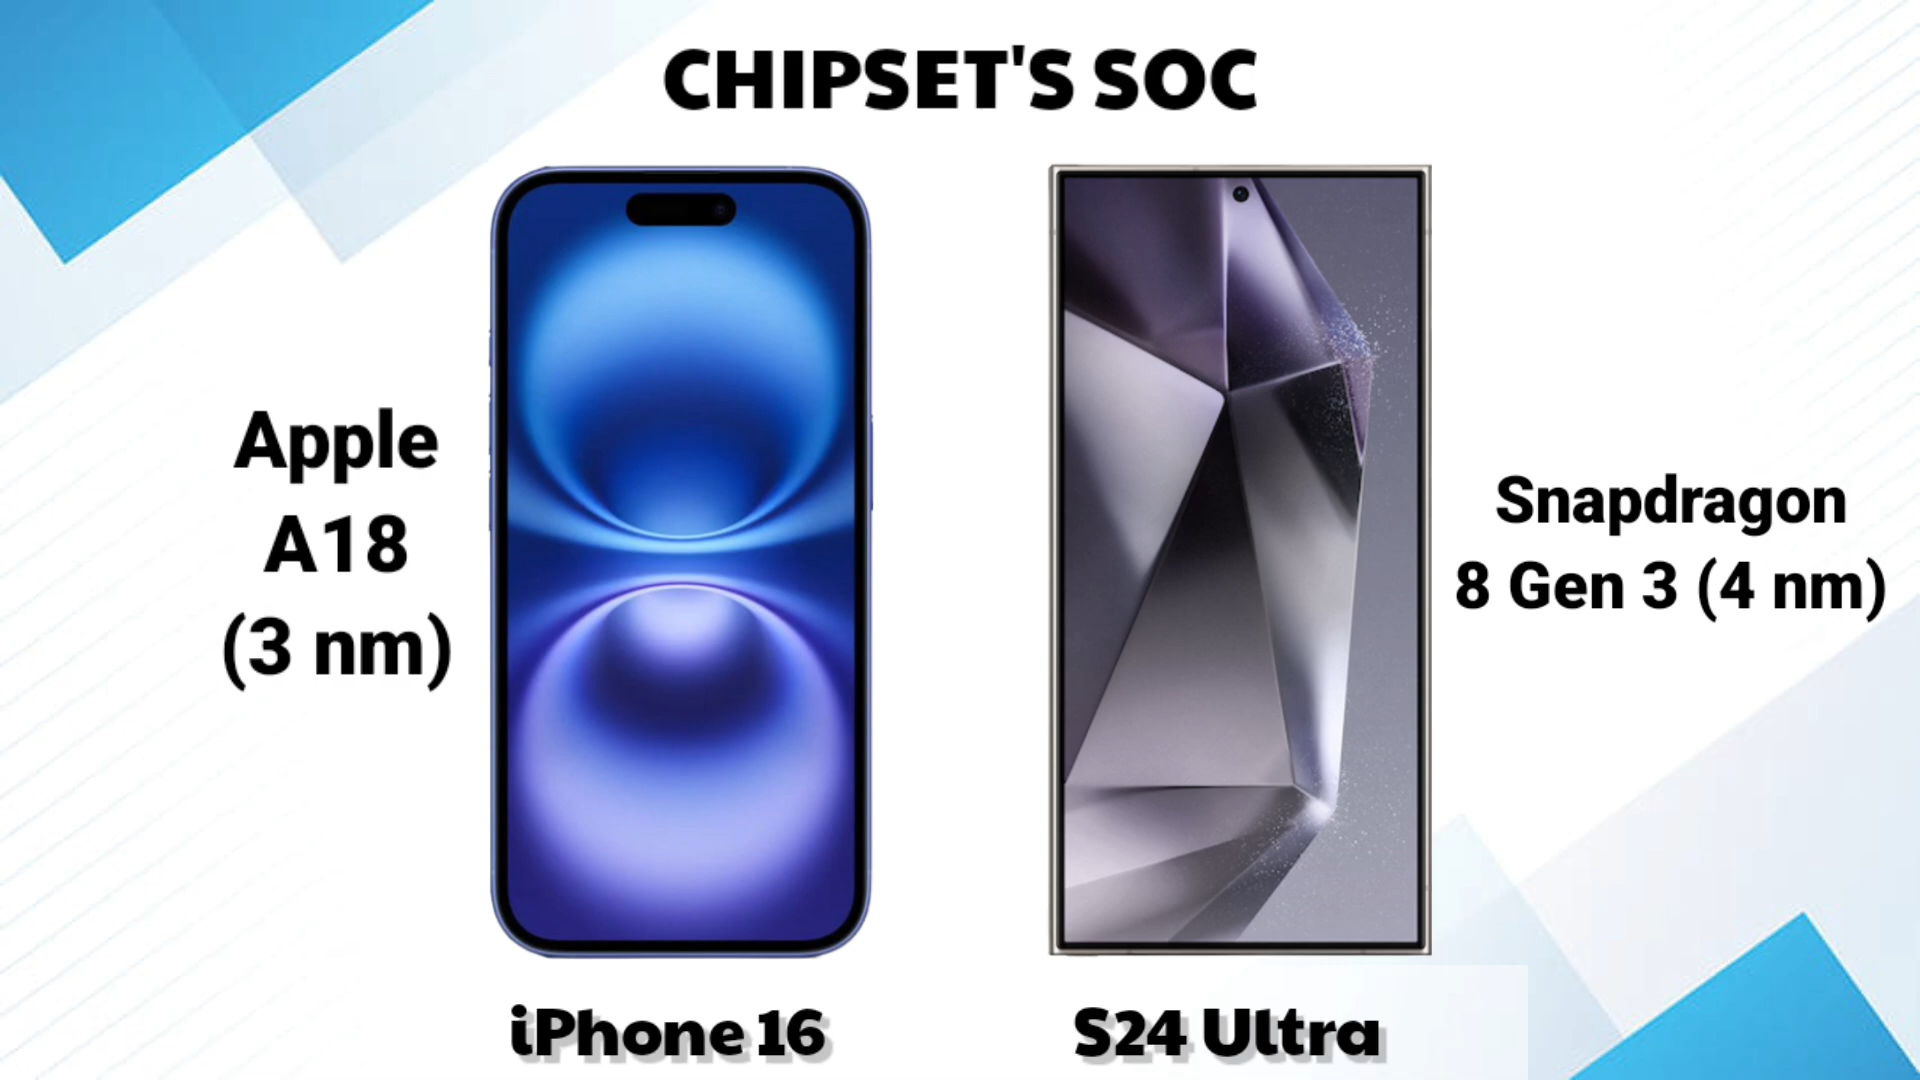 CHIPSET'S SOC
Apple
A18
(3 nm)
Snapdragon
8 Gen 3 (4 nm)
iPhone 16
S24 Ultra